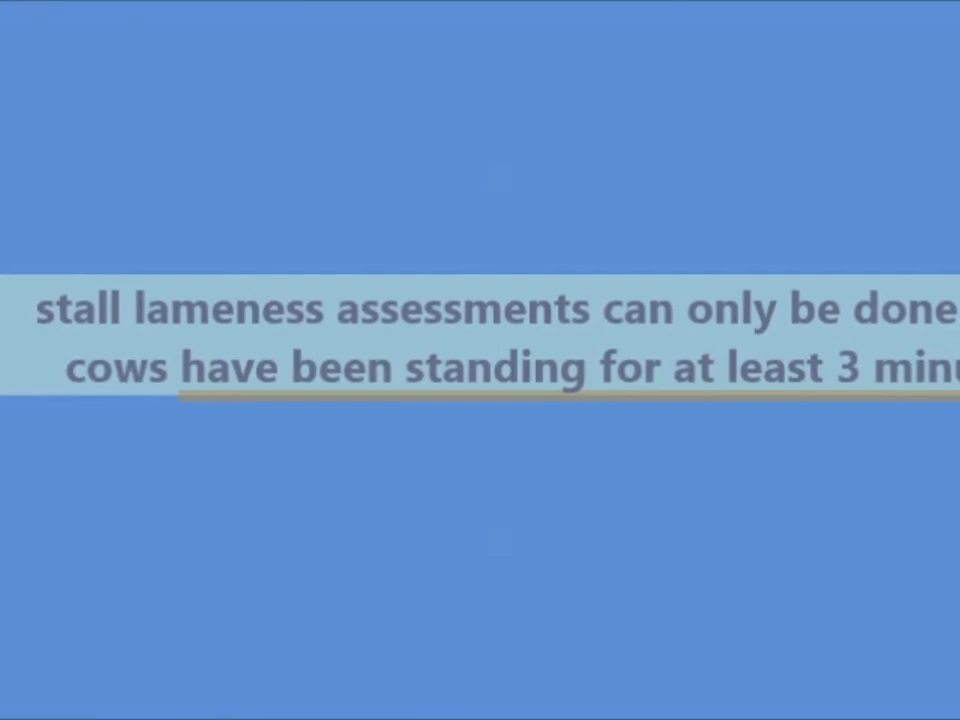 stall lameness assessments can only be done
cows have been standing for at least 3